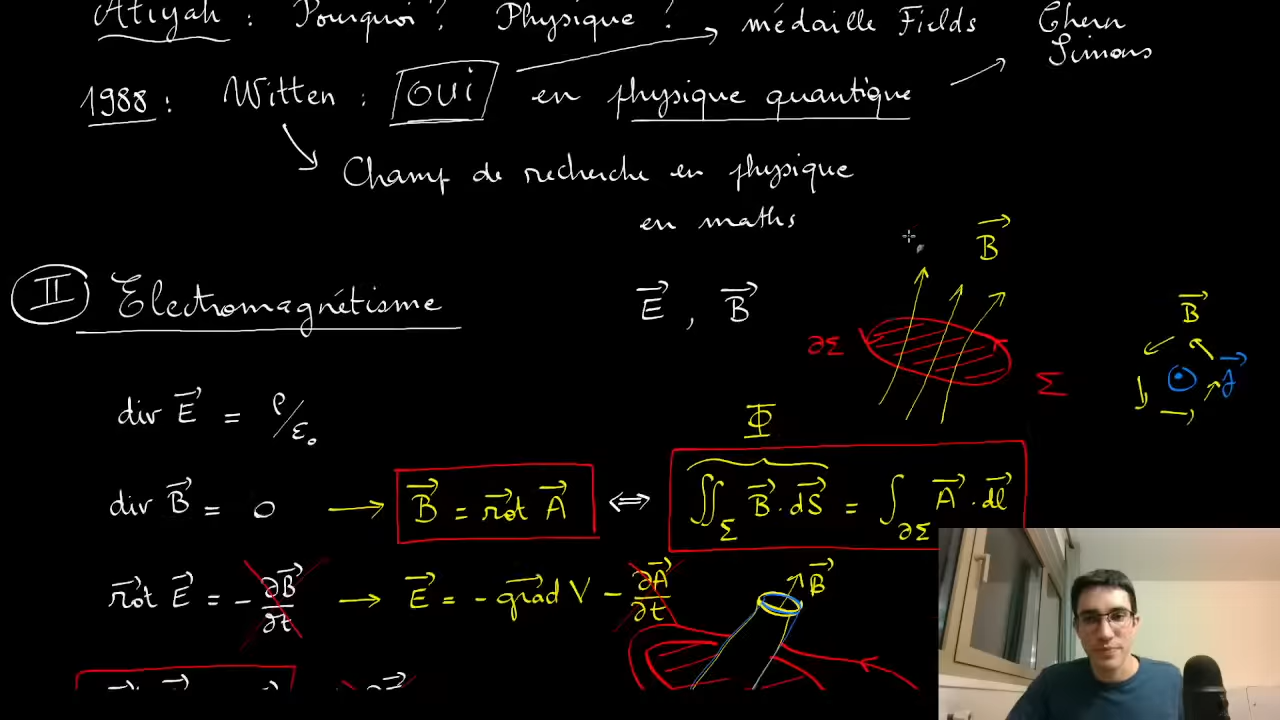 Atiyah : Pourquoi ? Physique ? médaille Fields Chern
Simons
1988 : Witten : OUI en physique quantique
Champ de recherche en physique
en maths
II Electromagnétisme E⃗ , B⃗
B⃗
∂Σ
Σ
B⃗
div E⃗ = ρ/ε₀
Φ
div B⃗ = 0 → B⃗ = rot⃗ A⃗ ⇔ ∬_Σ B⃗ · dS⃗ = ∫_∂Σ A⃗ · dl⃗
rot⃗ E⃗ = - ∂B⃗/∂t → E⃗ = - grad⃗ V - ∂A⃗/∂t
B⃗